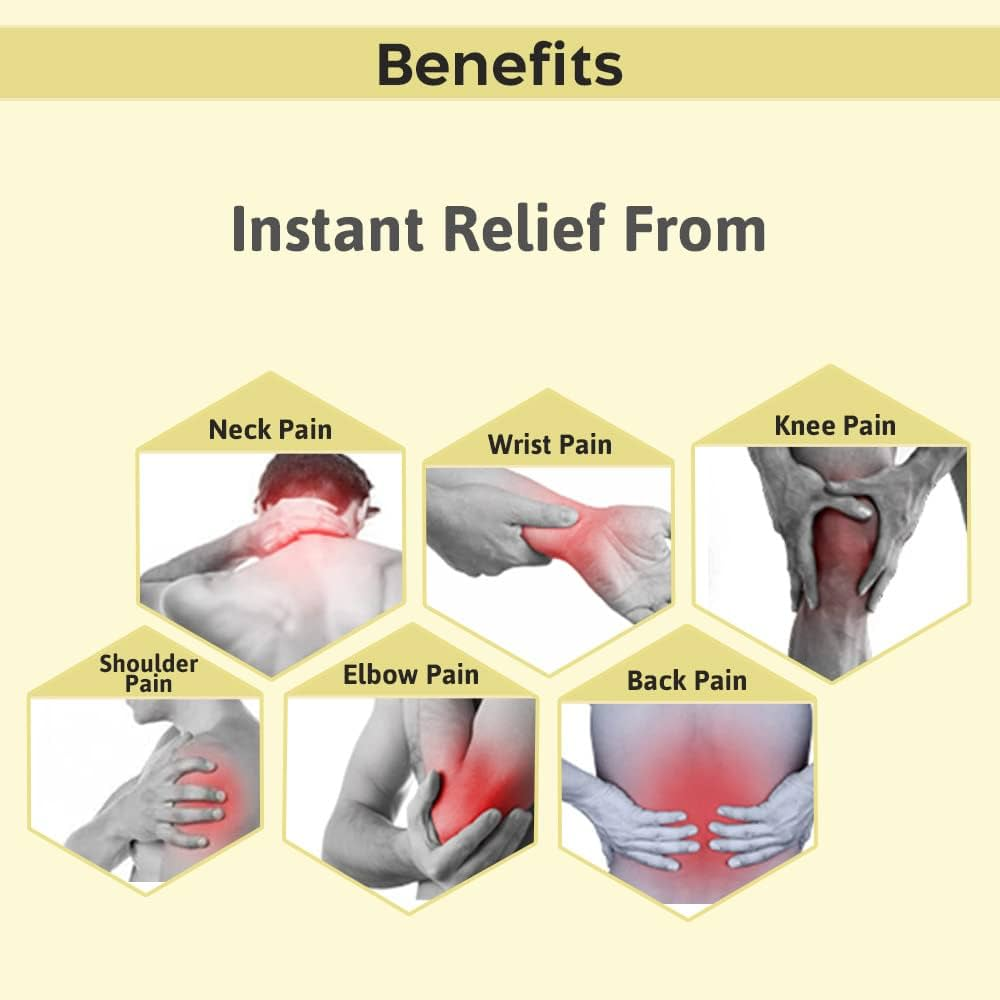 Benefits
Instant Relief From
Neck Pain
Wrist Pain
Knee Pain
Shoulder
Pain
Elbow Pain
Back Pain